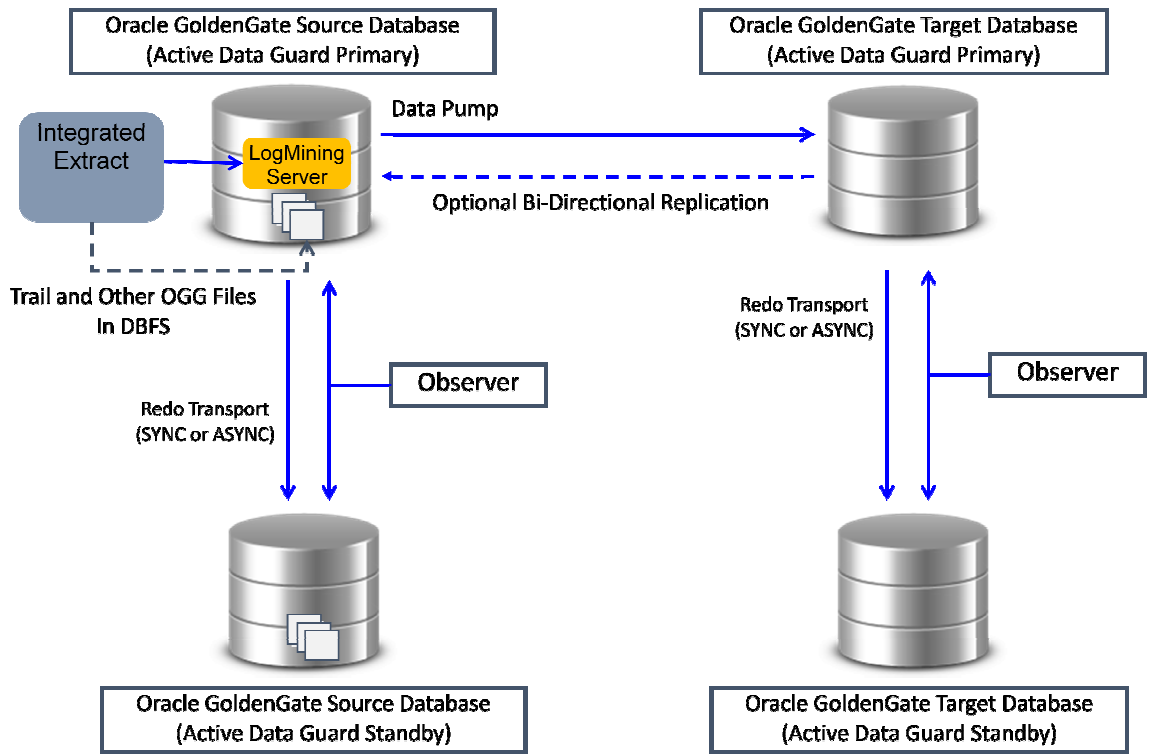 Oracle GoldenGate Source Database
(Active Data Guard Primary)
Oracle GoldenGate Target Database
(Active Data Guard Primary)
Integrated
Extract
LogMining
Server
Data Pump
Optional Bi-Directional Replication
Trail and Other OGG Files
In DBFS
Redo Transport
(SYNC or ASYNC)
Observer
Redo Transport
(SYNC or ASYNC)
Observer
Oracle GoldenGate Source Database
(Active Data Guard Standby)
Oracle GoldenGate Target Database
(Active Data Guard Standby)